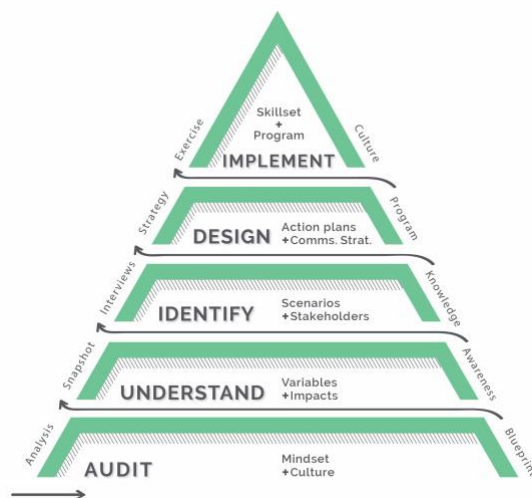 Exercise
Skillset
+
Program
IMPLEMENT
Culture
Strategy
DESIGN
Action plans
+Comms. Strat.
Program
Interviews
IDENTIFY
Scenarios
+Stakeholders
Knowledge
Snapshot
UNDERSTAND
Variables
+Impacts
Awareness
Analysis
AUDIT
Mindset
+Culture
Blueprint